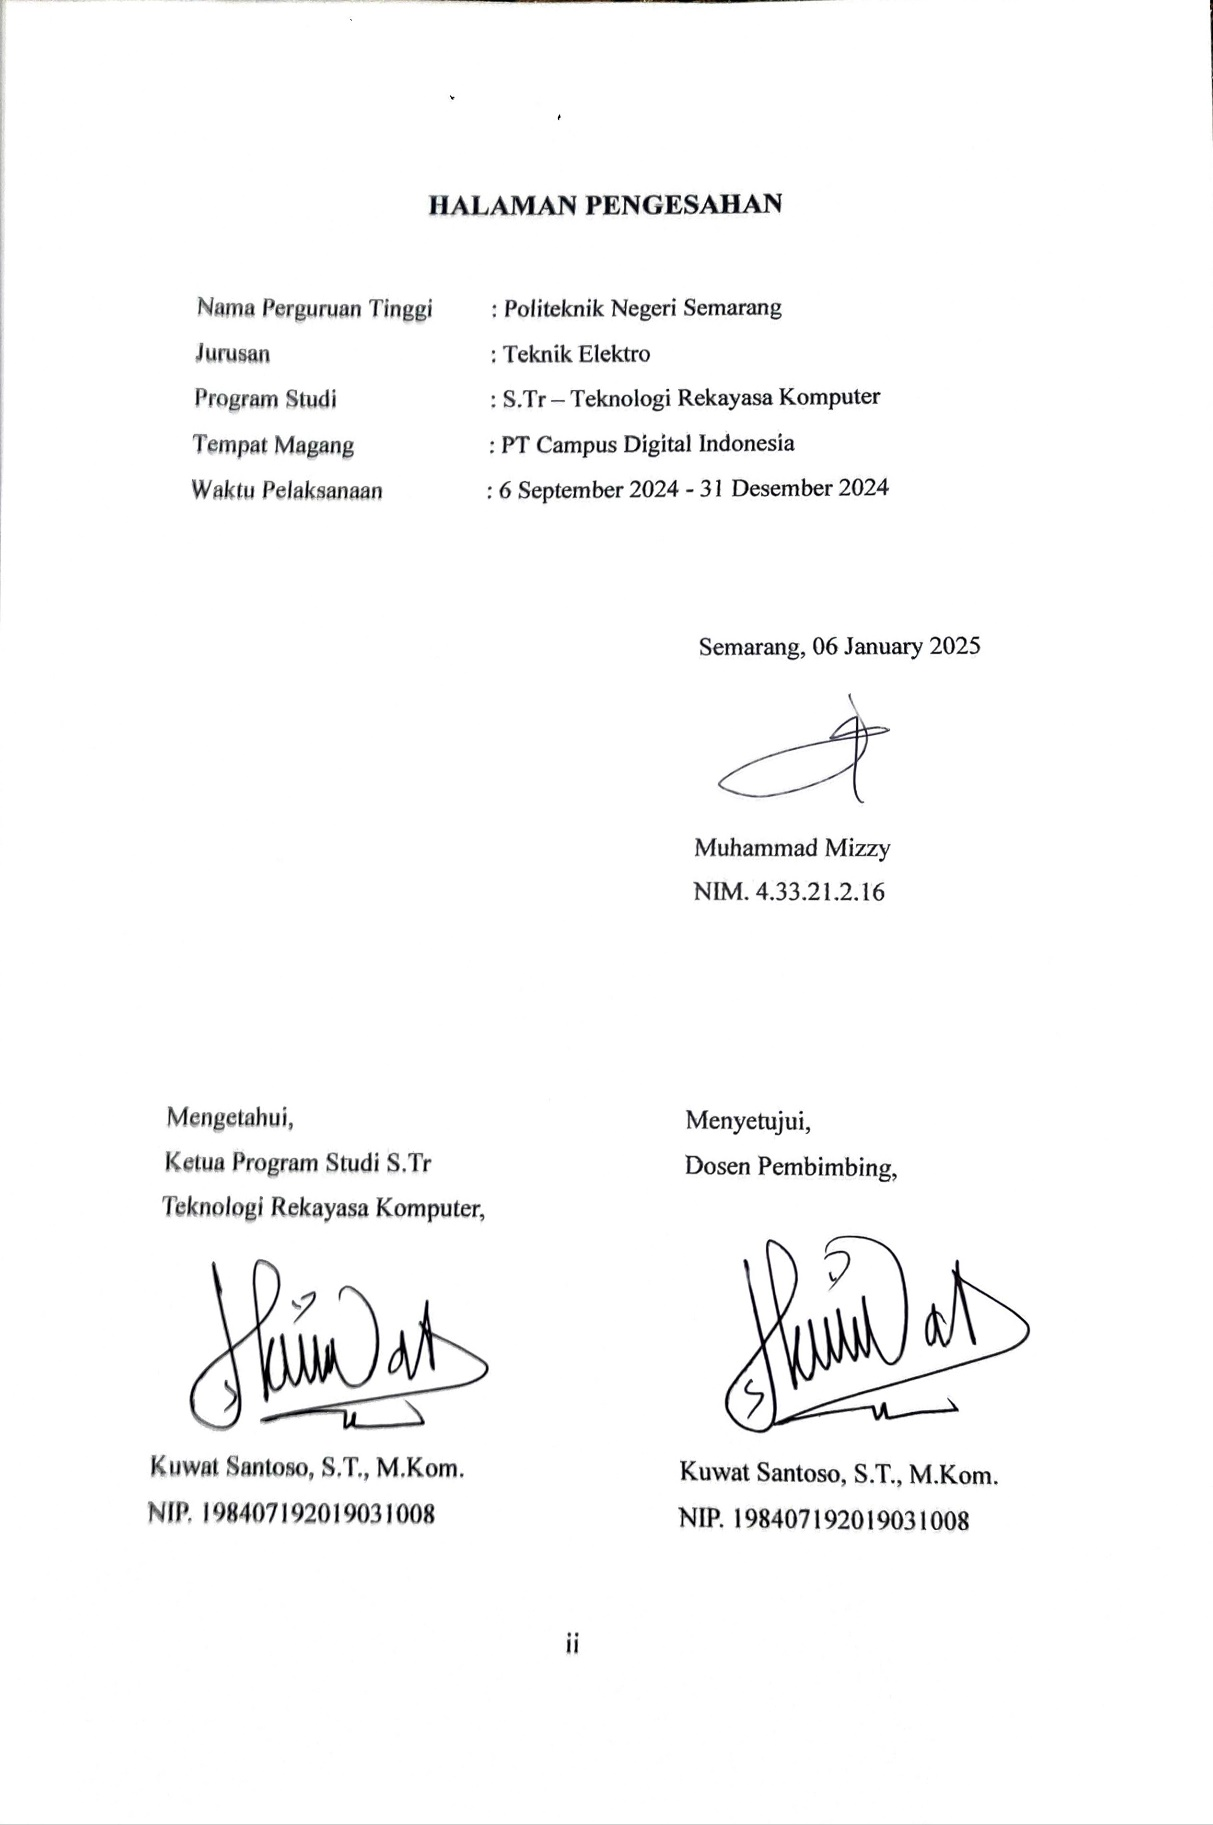 HALAMAN PENGESAHAN
Nama Perguruan Tinggi : Politeknik Negeri Semarang
Jurusan : Teknik Elektro
Program Studi : S.Tr – Teknologi Rekayasa Komputer
Tempat Magang : PT Campus Digital Indonesia
Waktu Pelaksanaan : 6 September 2024 - 31 Desember 2024
Semarang, 06 January 2025
Muhammad Mizzy
NIM. 4.33.21.2.16
Mengetahui,
Ketua Program Studi S.Tr
Teknologi Rekayasa Komputer,
Kuwat Santoso, S.T., M.Kom.
NIP. 198407192019031008
Menyetujui,
Dosen Pembimbing,
Kuwat Santoso, S.T., M.Kom.
NIP. 198407192019031008
ii